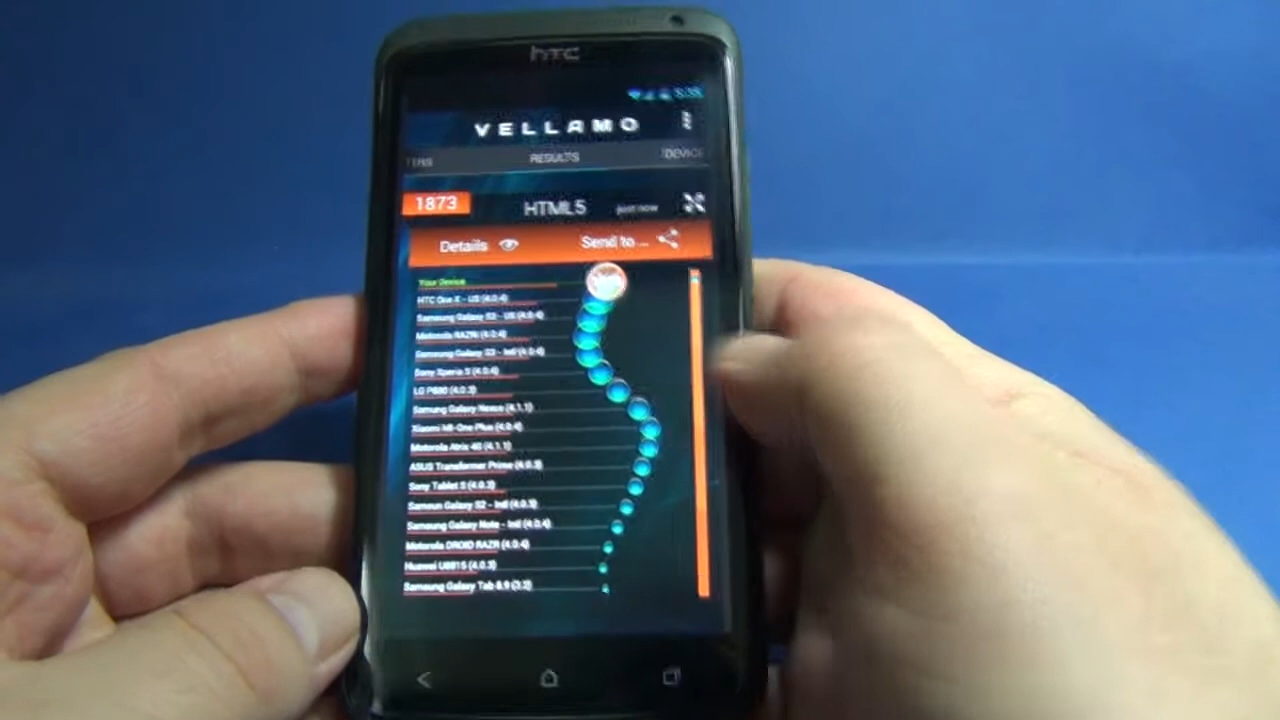 hTC
VELLAMO
TERS RESULTS DEVICE
1873 HTML5 just now
Details Send to ...
Your Device
HTC One X - US (4.0.4)
Samsung Galaxy S3 - US (4.0.4)
Motorola RAZRi (4.0.4)
Samsung Galaxy S3 - Intl (4.0.4)
Sony Xperia S (4.0.4)
LG P880 (4.0.3)
Samsung Galaxy Nexus (4.1.1)
Xiaomi MI-One Plus (4.0.4)
Motorola Atrix 4G (4.1.1)
ASUS Transformer Prime (4.0.3)
Sony Tablet S (4.0.3)
Samsun Galaxy S2 - Intl (4.0.3)
Samsung Galaxy Note - Intl (4.0.4)
Motorola DROID RAZR (4.0.4)
Huawei U8815 (4.0.3)
Samsung Galaxy Tab 8.9 (3.2)